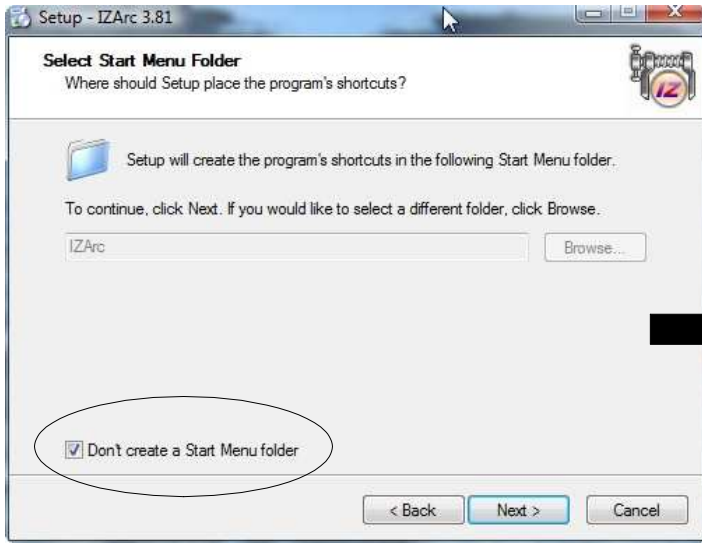 Setup - IZArc 3.81
Select Start Menu Folder
Where should Setup place the program's shortcuts?
IZ
Setup will create the program's shortcuts in the following Start Menu folder.
To continue, click Next. If you would like to select a different folder, click Browse.
IZArc
Browse...
Don't create a Start Menu folder
< Back
Next >
Cancel